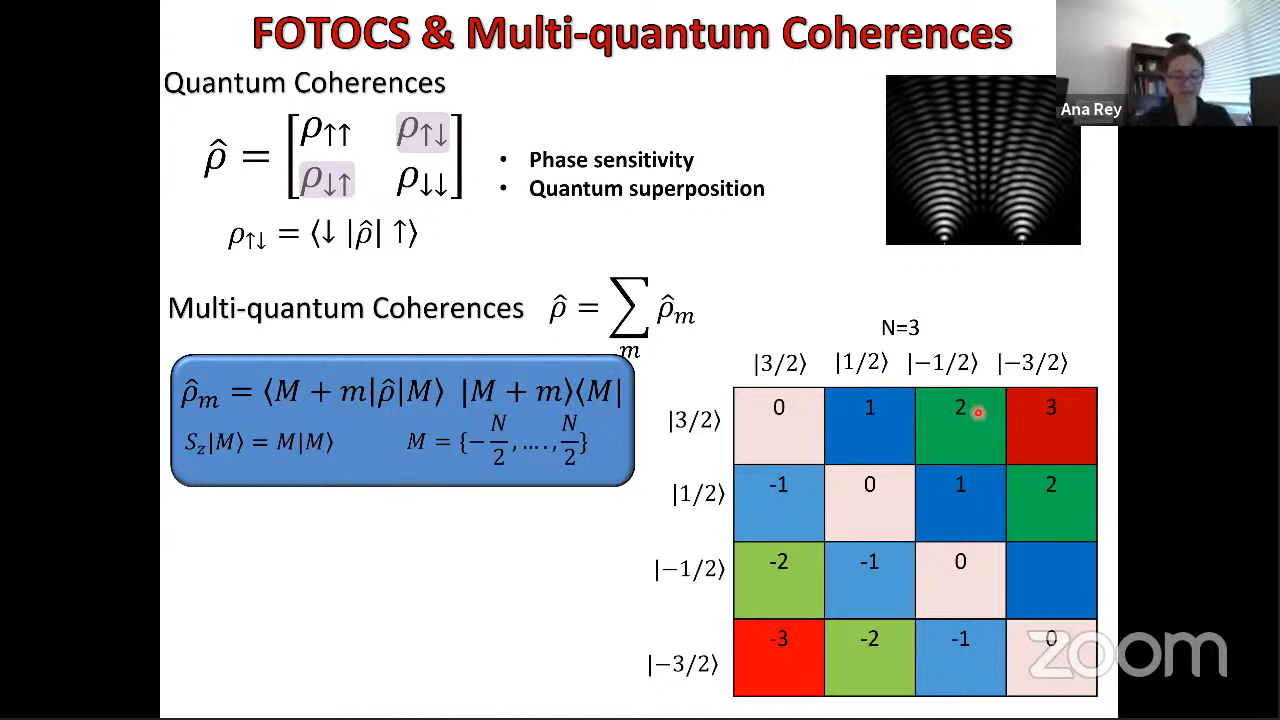 FOTOCS & Multi-quantum Coherences
Quantum Coherences
Ana Rey
ρ̂ = [ρ↑↑ ρ↑↓
ρ↓↑ ρ↓↓]
• Phase sensitivity
• Quantum superposition
ρ↑↓ = ⟨↓|ρ̂|↑⟩
Multi-quantum Coherences ρ̂ = ∑ ρ̂ₘ
m
N=3
|3/2⟩ |1/2⟩ |−1/2⟩ |−3/2⟩
ρ̂ₘ = ⟨M + m|ρ̂|M⟩ |M + m⟩⟨M|
S_z|M⟩ = M|M⟩ M = {−N/2, …. , N/2}
|3/2⟩ 0 1 2 3
|1/2⟩ -1 0 1 2
|−1/2⟩ -2 -1 0
|−3/2⟩ -3 -2 -1 0
zoom